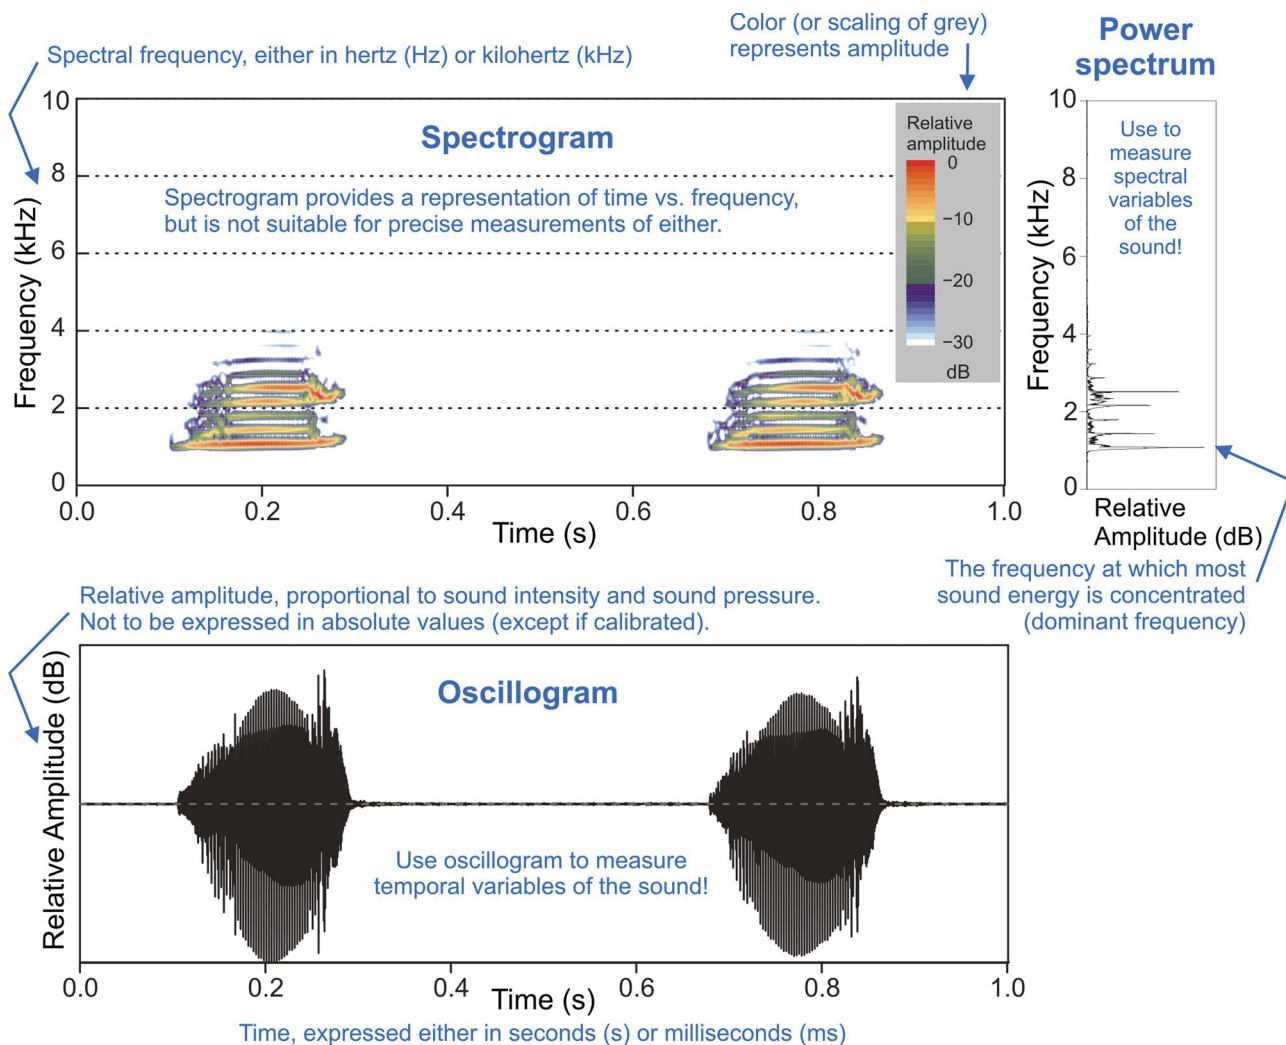 Spectral frequency, either in hertz (Hz) or kilohertz (kHz)
Color (or scaling of grey)
represents amplitude
Power
spectrum
Spectrogram
Spectrogram provides a representation of time vs. frequency,
but is not suitable for precise measurements of either.
Relative
amplitude
0
−10
−20
−30
dB
Frequency (kHz)
10
8
6
4
2
0
0.0
0.2
0.4
0.6
0.8
1.0
Time (s)
Use to
measure
spectral
variables
of the
sound!
Frequency (kHz)
10
8
6
4
2
0
Relative
Amplitude (dB)
The frequency at which most
sound energy is concentrated
(dominant frequency)
Relative amplitude, proportional to sound intensity and sound pressure.
Not to be expressed in absolute values (except if calibrated).
Oscillogram
Relative Amplitude (dB)
Use oscillogram to measure
temporal variables of the sound!
0.0
0.2
0.4
0.6
0.8
1.0
Time (s)
Time, expressed either in seconds (s) or milliseconds (ms)